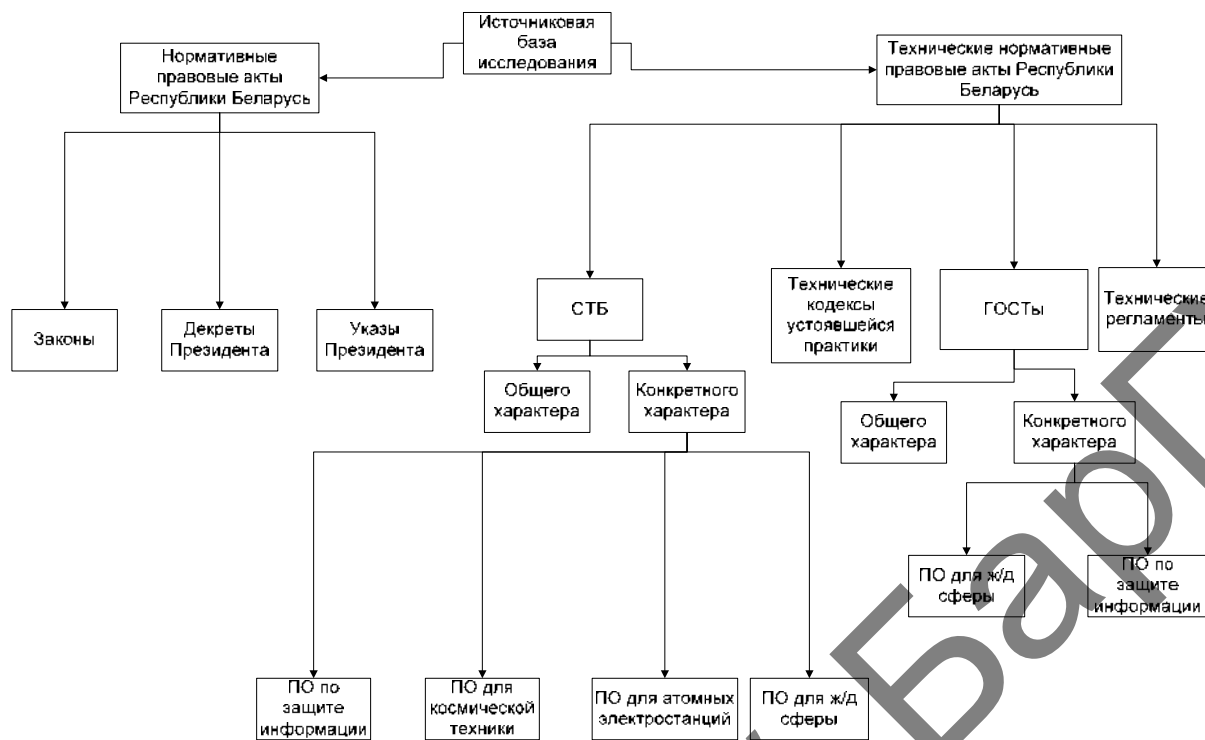 Источниковая
база
исследования
Нормативные
правовые акты
Республики Беларусь
Технические нормативные
правовые акты Республики
Беларусь
Законы
Декреты
Президента
Указы
Президента
СТБ
Технические
кодексы
устоявшейся
практики
ГОСТы
Технические
регламенты
Общего
характера
Конкретного
характера
Общего
характера
Конкретного
характера
ПО для ж/д
сферы
ПО по
защите
информации
ПО по
защите
информации
ПО для
космической
техники
ПО для атомных
электростанций
ПО для ж/д
сферы